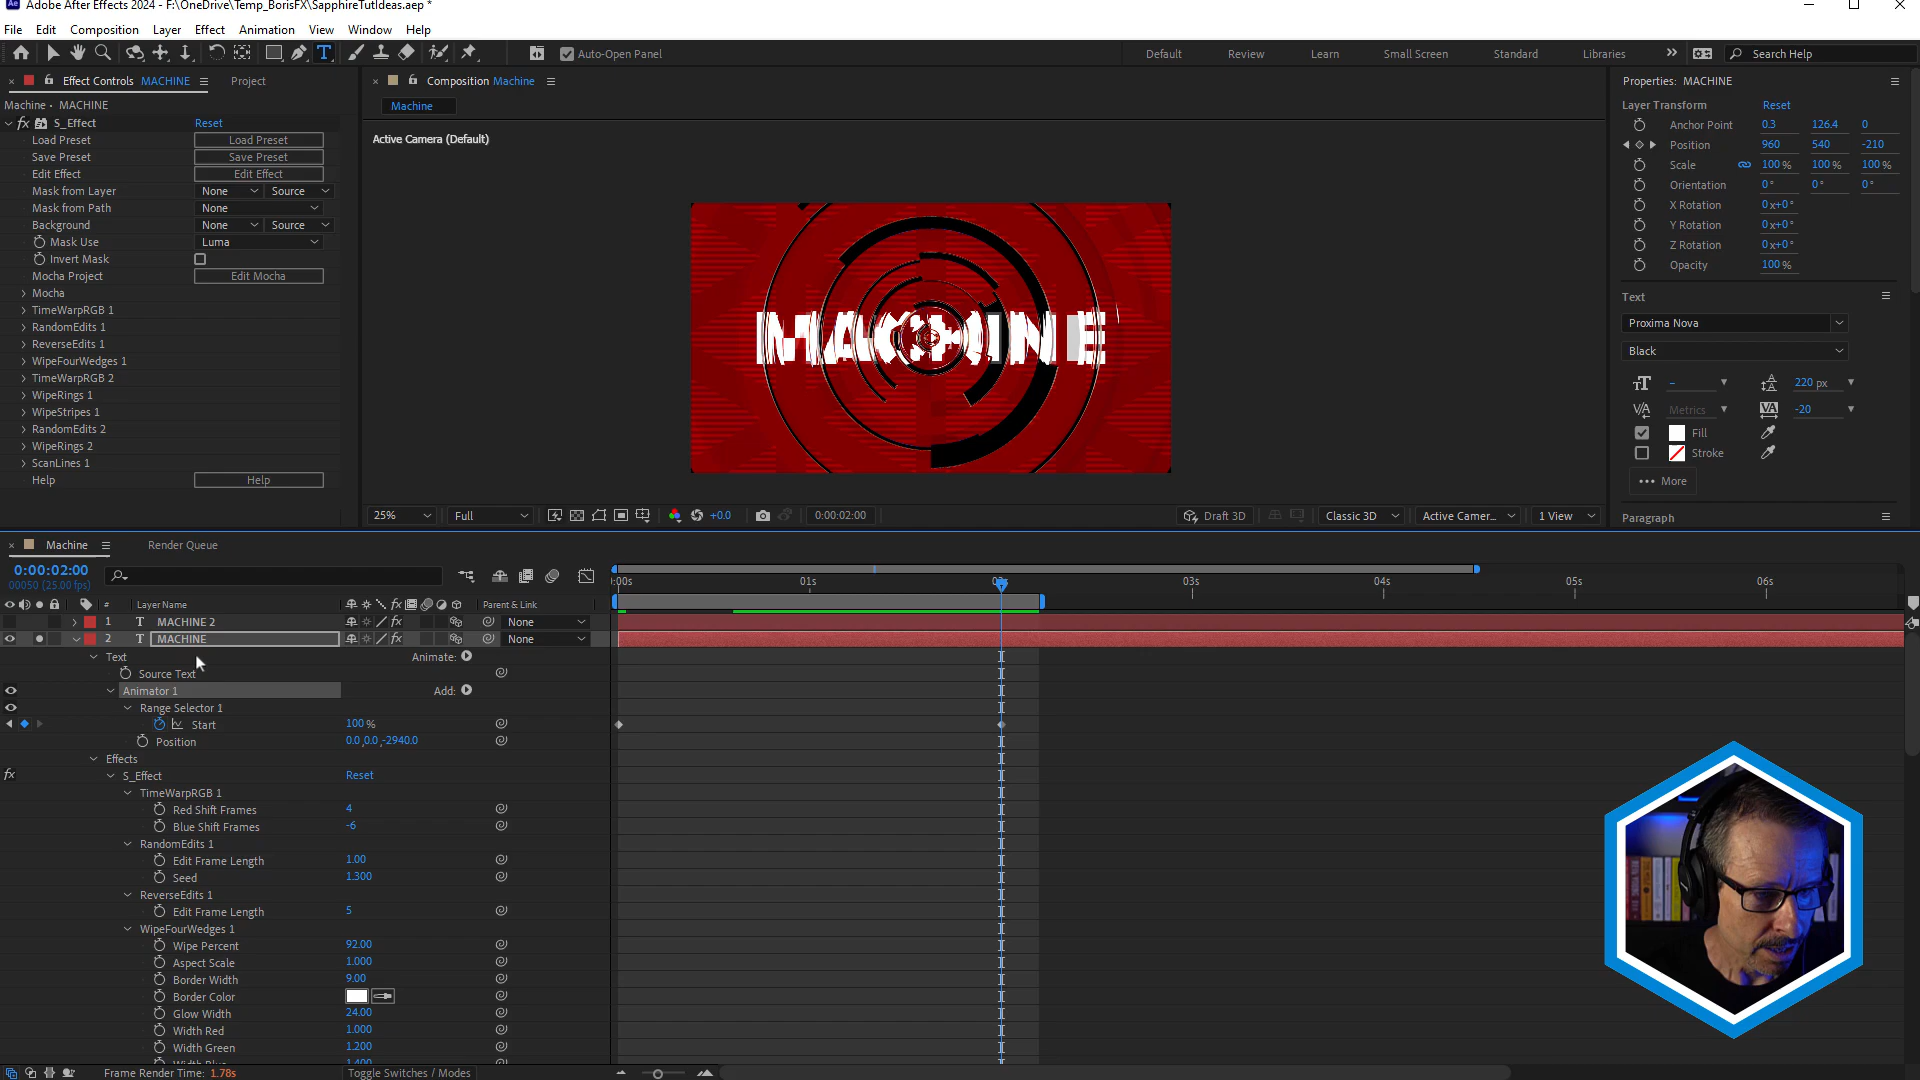 Adobe After Effects 2024 - F:\OneDrive\Temp_BorisFX\SapphireTutIdeas.aep *
File Edit Composition Layer Effect Animation View Window Help
Auto-Open Panel Default Review Learn Small Screen Standard Libraries Search Help
Effect Controls MACHINE Project
Machine • MACHINE
fx S_Effect Reset
Load Preset Load Preset
Save Preset Save Preset
Edit Effect Edit Effect
Mask from Layer None Source
Mask from Path None
Background None Source
Mask Use Luma
Invert Mask
Mocha Project Edit Mocha
Mocha
TimeWarpRGB 1
RandomEdits 1
ReverseEdits 1
WipeFourWedges 1
TimeWarpRGB 2
WipeRings 1
WipeStripes 1
RandomEdits 2
WipeRings 2
ScanLines 1
Help Help
Composition Machine
Machine
Active Camera (Default)
MACHINE
25% Full +0.0 0:00:02:00 Draft 3D Classic 3D Active Camer... 1 View
Properties: MACHINE
Layer Transform Reset
Anchor Point 0.3 126.4 0
Position 960 540 -210
Scale 100 % 100 % 100 %
Orientation 0° 0° 0°
X Rotation 0x+0°
Y Rotation 0x+0°
Z Rotation 0x+0°
Opacity 100 %
Text
Proxima Nova
Black
– 220 px
Metrics -20
Fill
Stroke
••• More
Paragraph
Machine Render Queue
0:00:02:00
00050 (25.00 fps)
:00s 01s 02s 03s 04s 05s 06s
# Layer Name Parent & Link
1 T MACHINE 2 None
2 T MACHINE None
Text Animate:
Source Text
Animator 1 Add:
Range Selector 1
Start 100 %
Position 0.0,0.0,-2940.0
Effects
fx S_Effect Reset
TimeWarpRGB 1
Red Shift Frames 4
Blue Shift Frames -6
RandomEdits 1
Edit Frame Length 1.00
Seed 1.300
ReverseEdits 1
Edit Frame Length 5
WipeFourWedges 1
Wipe Percent 92.00
Aspect Scale 1.000
Border Width 9.00
Border Color
Glow Width 24.00
Width Red 1.000
Width Green 1.200
Frame Render Time: 1.78s Toggle Switches / Modes